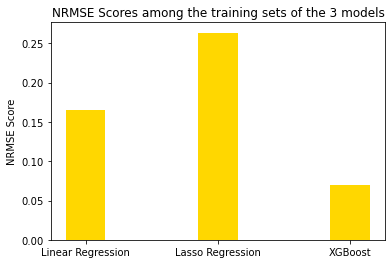 NRMSE Scores among the training sets of the 3 models
NRMSE Score
0.25
0.20
0.15
0.10
0.05
0.00
Linear Regression
Lasso Regression
XGBoost